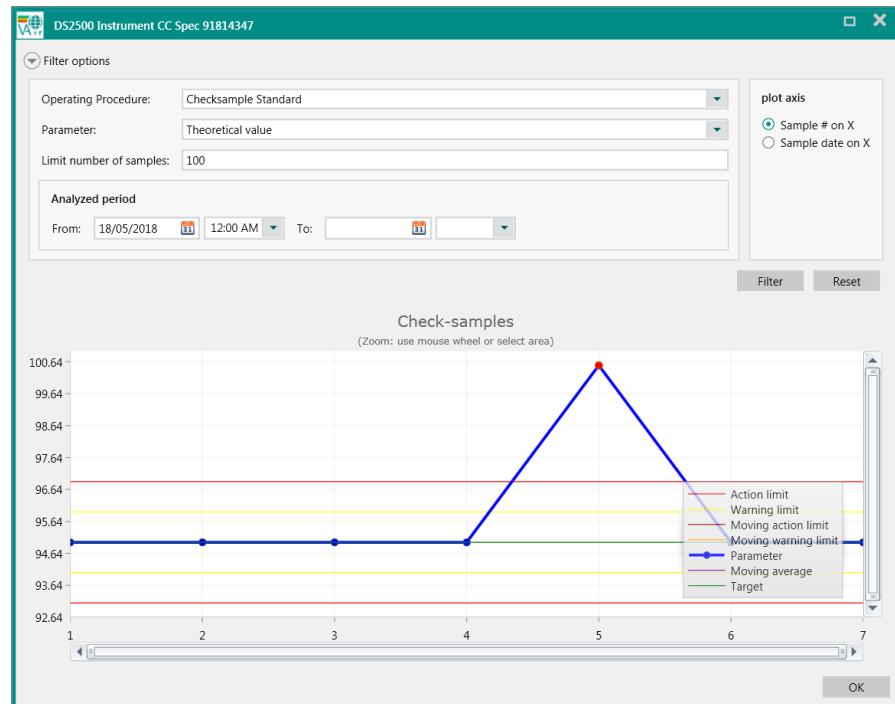 DS2500 Instrument CC Spec 91814347
Filter options
Operating Procedure: Checksample Standard
Parameter: Theoretical value
Limit number of samples: 100
Analyzed period
From: 18/05/2018 31 12:00 AM To: 31
plot axis
Sample # on X
Sample date on X
Filter Reset
Check-samples
(Zoom: use mouse wheel or select area)
100.64
99.64
98.64
97.64
96.64
95.64
94.64
93.64
92.64
Action limit
Warning limit
Moving action limit
Moving warning limit
Parameter
Moving average
Target
1 2 3 4 5 6 7
OK